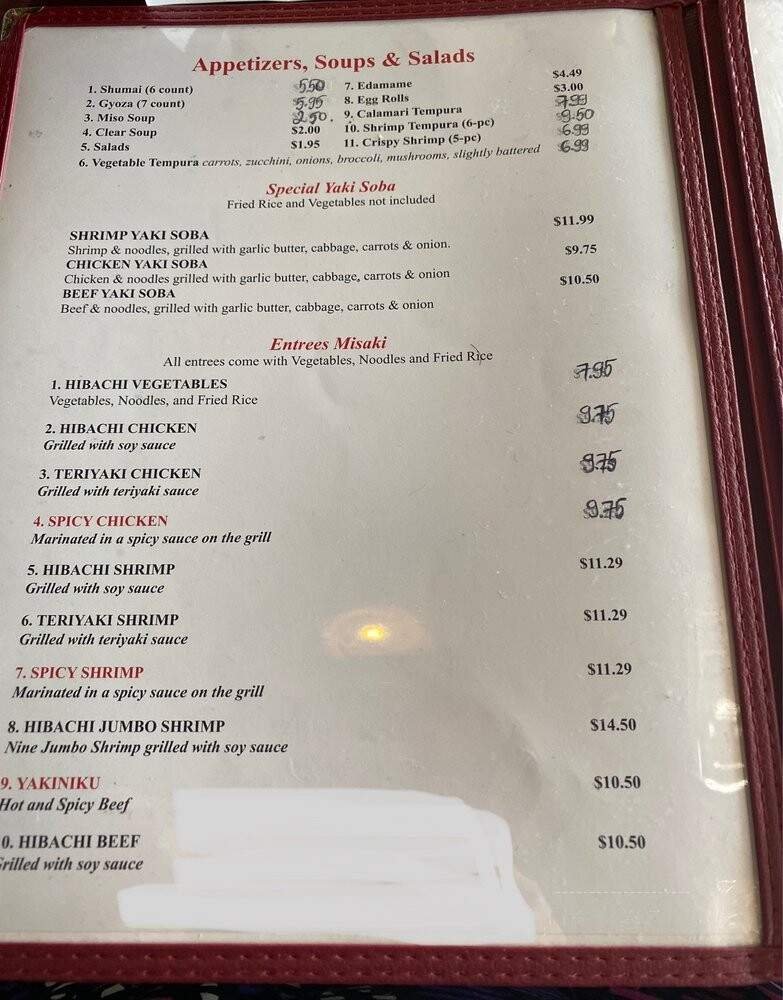 Appetizers, Soups & Salads
1. Shumai (6 count) $5.50
2. Gyoza (7 count) $5.95
3. Miso Soup 2.50.
4. Clear Soup $2.00
5. Salads $1.95
6. Vegetable Tempura carrots, zucchini, onions, broccoli, mushrooms, slightly battered $6.99
7. Edamame $4.49
8. Egg Rolls $3.00
9. Calamari Tempura 7.99
10. Shrimp Tempura (6-pc) 9.50
11. Crispy Shrimp (5-pc) 6.99
Special Yaki Soba
Fried Rice and Vegetables not included
SHRIMP YAKI SOBA $11.99
Shrimp & noodles, grilled with garlic butter, cabbage, carrots & onion.
CHICKEN YAKI SOBA $9.75
Chicken & noodles grilled with garlic butter, cabbage, carrots & onion
BEEF YAKI SOBA $10.50
Beef & noodles, grilled with garlic butter, cabbage, carrots & onion
Entrees Misaki
All entrees come with Vegetables, Noodles and Fried Rice
1. HIBACHI VEGETABLES 7.95
Vegetables, Noodles, and Fried Rice
2. HIBACHI CHICKEN 9.75
Grilled with soy sauce
3. TERIYAKI CHICKEN 9.75
Grilled with teriyaki sauce
4. SPICY CHICKEN 9.75
Marinated in a spicy sauce on the grill
5. HIBACHI SHRIMP $11.29
Grilled with soy sauce
6. TERIYAKI SHRIMP $11.29
Grilled with teriyaki sauce
7. SPICY SHRIMP $11.29
Marinated in a spicy sauce on the grill
8. HIBACHI JUMBO SHRIMP $14.50
Nine Jumbo Shrimp grilled with soy sauce
9. YAKINIKU $10.50
Hot and Spicy Beef
0. HIBACHI BEEF $10.50
Grilled with soy sauce